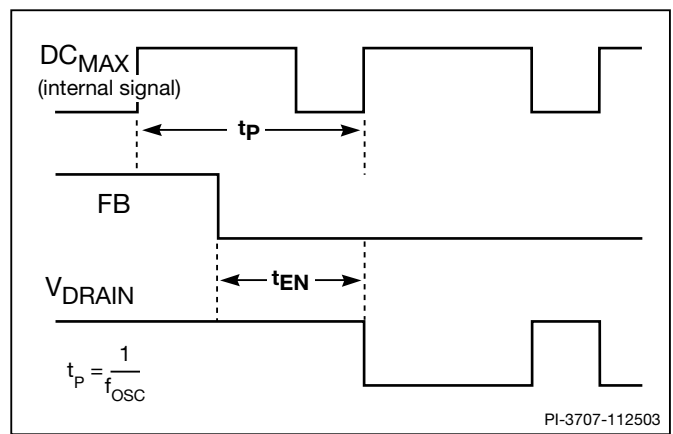 DCMAX
(internal signal)
tP
FB
tEN
VDRAIN
tP = 1/fOSC
PI-3707-112503